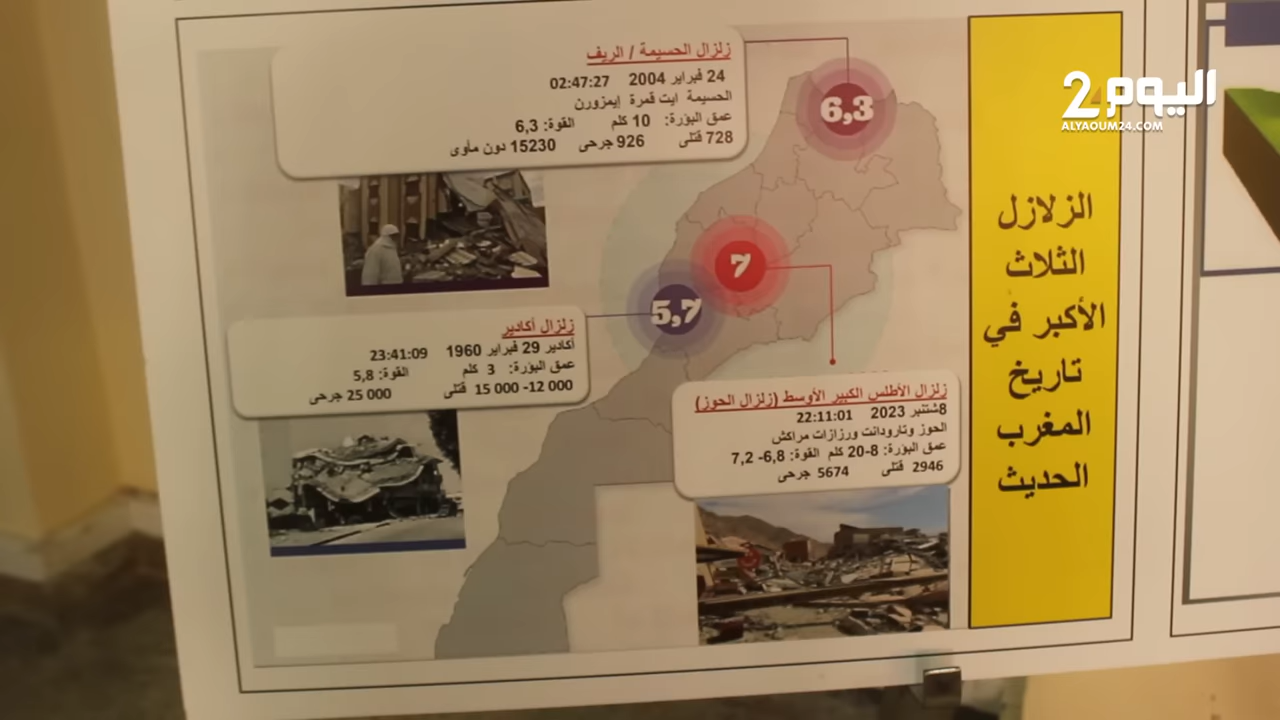 اليوم 24
ALYAOUM24.COM
الزلازل
الثلاث
الأكبر في
تاريخ
المغرب
الحديث
زلزال الحسيمة / الريف
24 فبراير 2004 02:47:27
الحسيمة ايت قمرة إيمزورن
عمق البؤرة: 10 كلم القوة: 6,3
728 قتلى 926 جرحى 15230 دون مأوى
6,3
7
5,7
زلزال أكادير
أكادير 29 فبراير 1960 23:41:09
عمق البؤرة: 3 كلم القوة: 5,8
12 000- 15 000 قتلى 25 000 جرحى
زلزال الأطلس الكبير الأوسط (زلزال الحوز)
8شتنبر 2023 22:11:01
الحوز وتارودانت ورزازات مراكش
عمق البؤرة: 8-20 كلم القوة: 6,8- 7,2
2946 قتلى 5674 جرحى